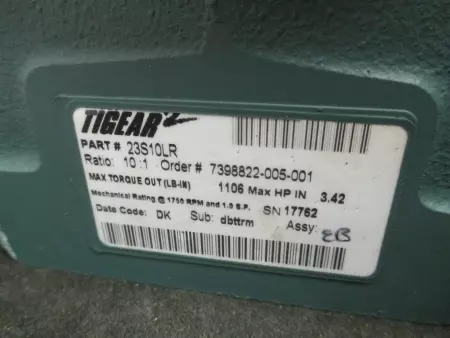 TIGEAR 2
PART # 23S10LR
Ratio: 10 :1 Order # 7398822-005-001
MAX TORQUE OUT (LB-IN) 1106 Max HP IN 3.42
Mechanical Rating @ 1750 RPM and 1.0 S.F. SN 17762
Date Code: DK Sub: dbttrm Assy: EB